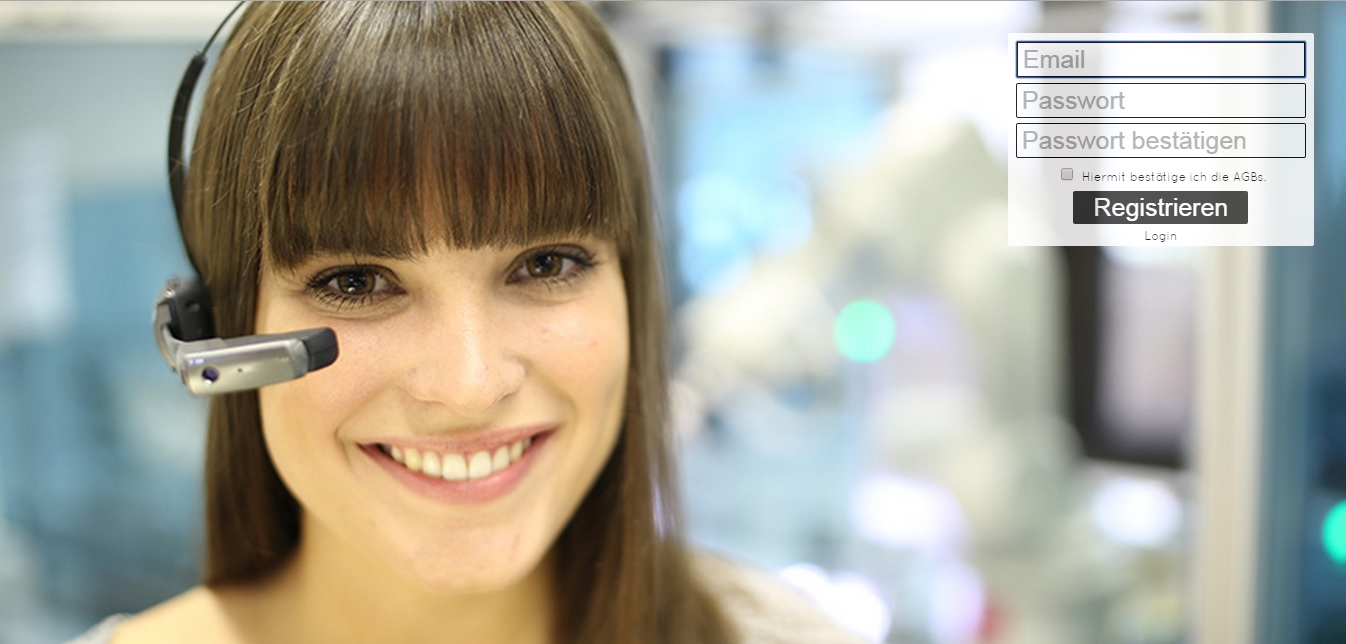 Email
Passwort
Passwort bestätigen
Hiermit bestätige ich die AGBs.
Registrieren
Login